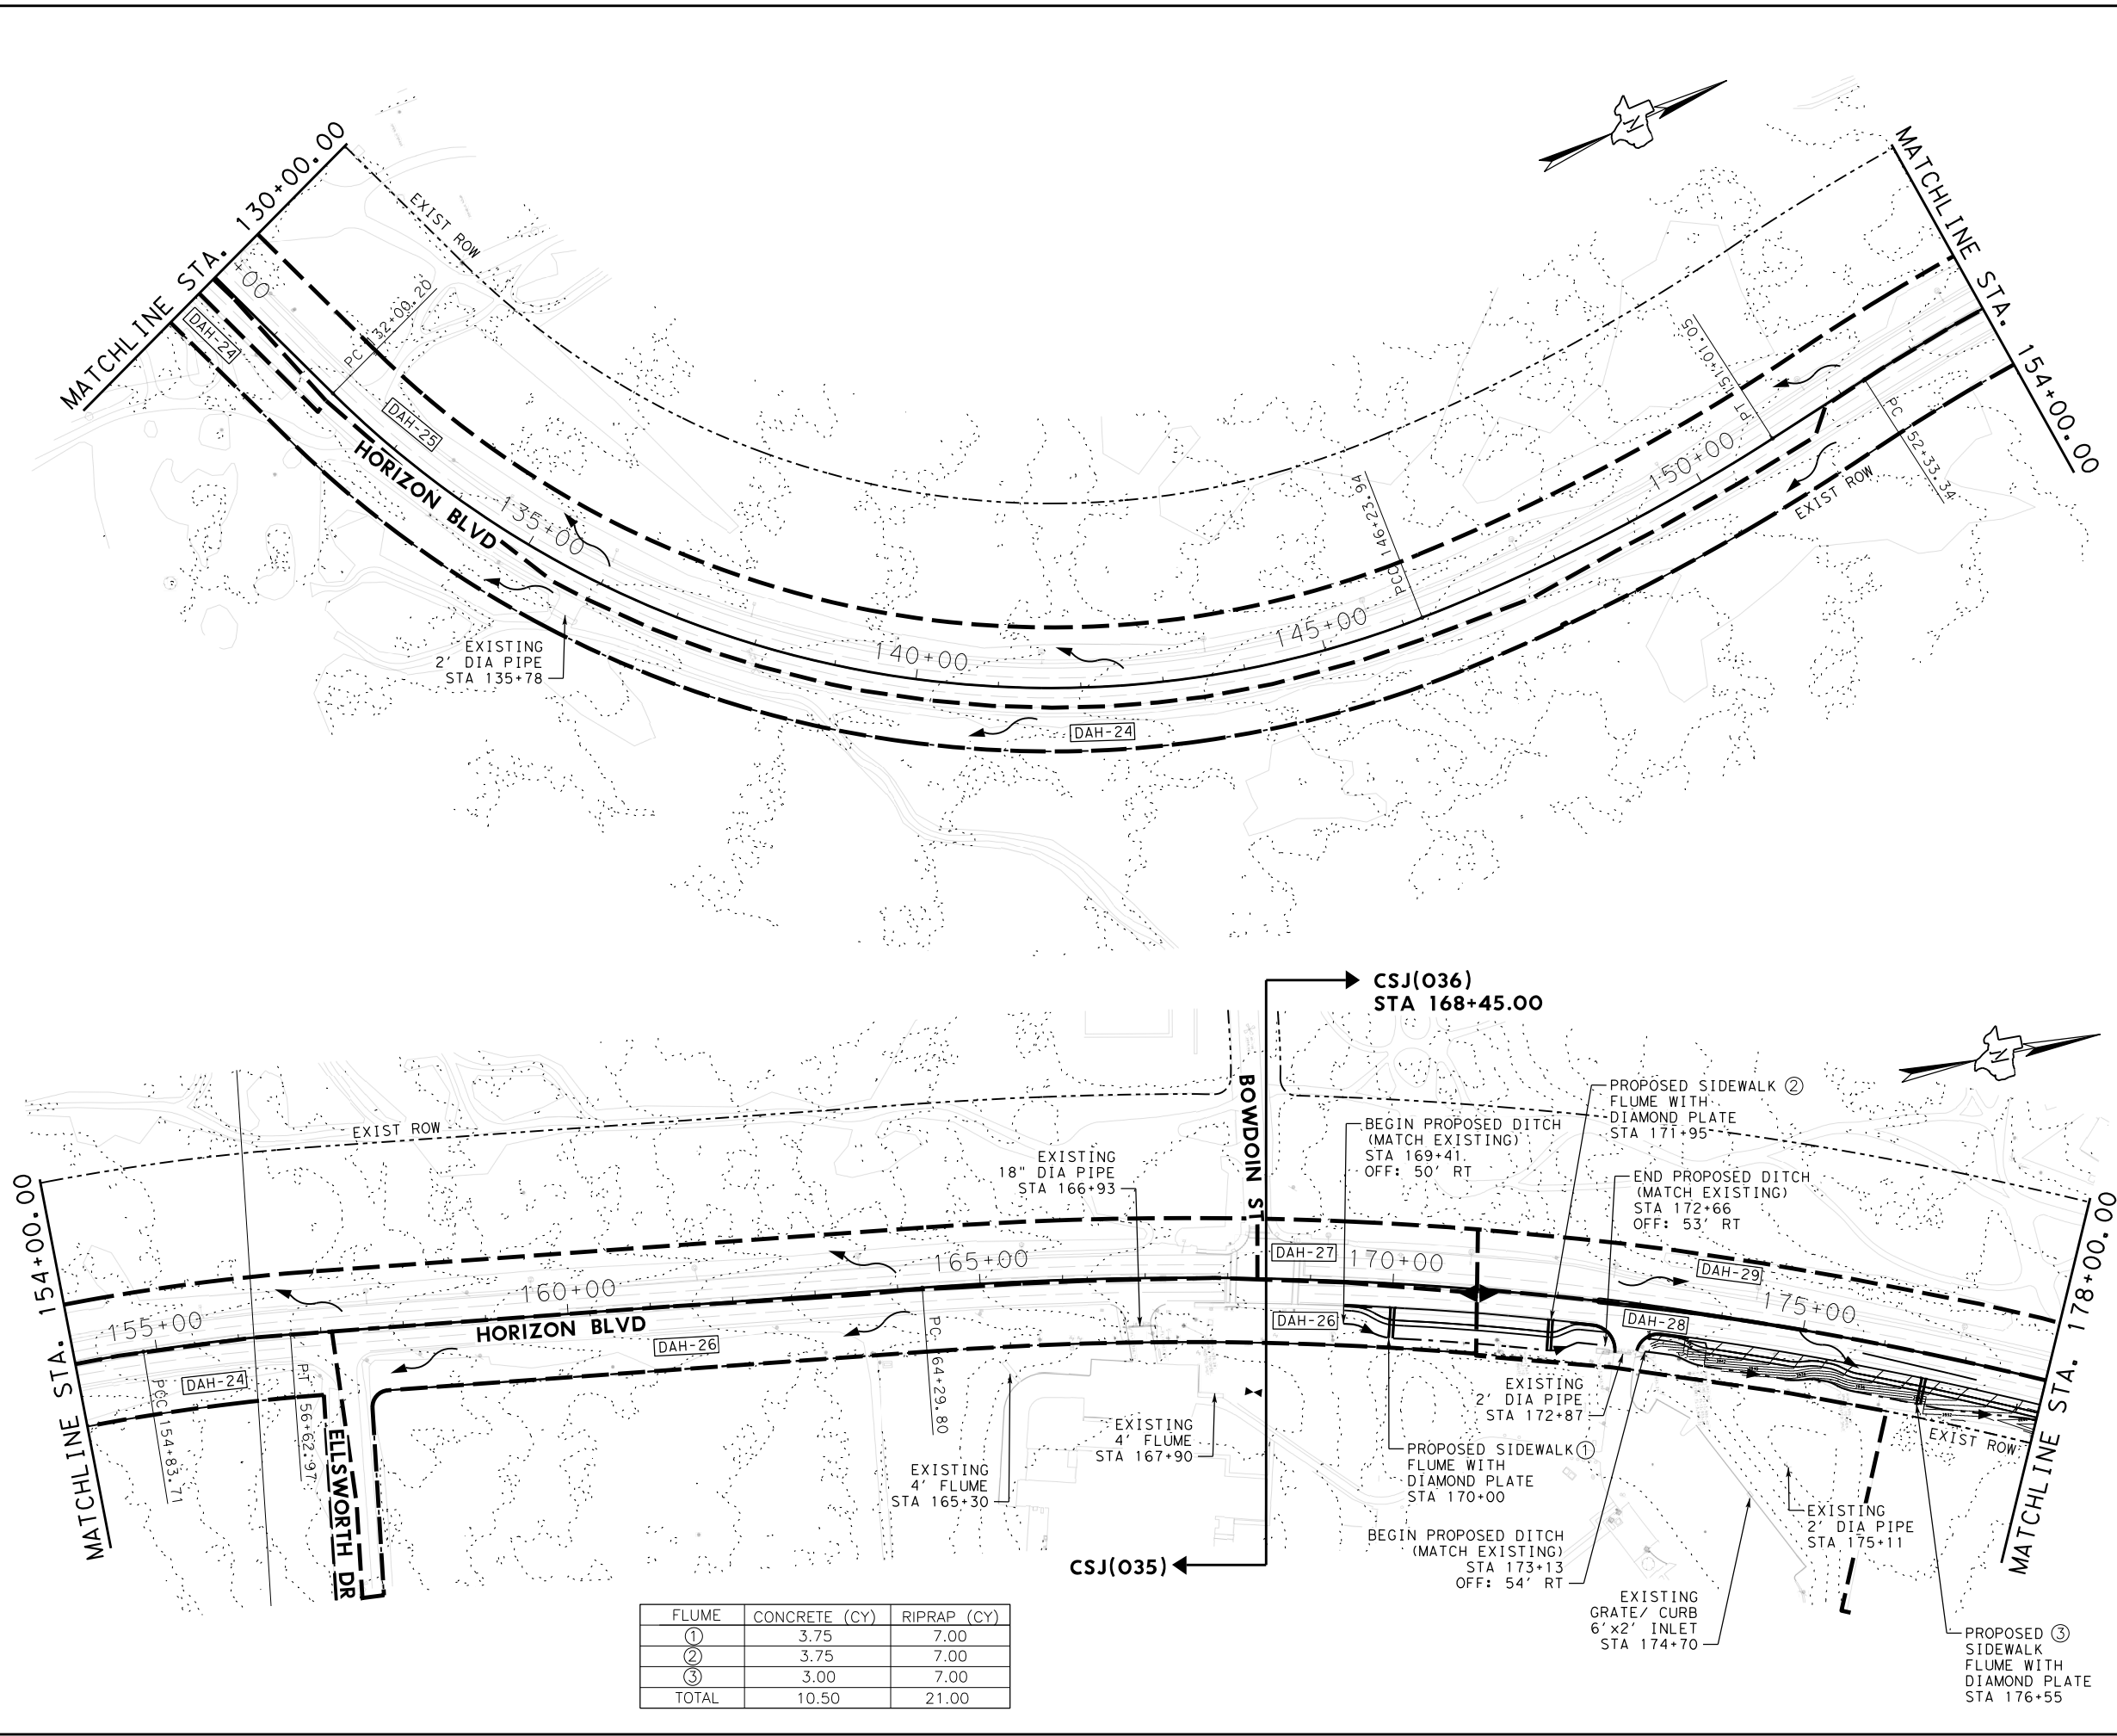 MATCHLINE STA. 130+00.00
EXIST ROW
N
MATCHLINE STA. 154+00.00
+00
DAH-24
PC 132+00.20
DAH-25
HORIZON BLVD
135+00
EXISTING
2' DIA PIPE
STA 135+78
140+00
DAH-24
145+00
PCC 146+23.94
150+00
PT 151+01.05
PC 152+33.34
EXIST ROW
CSJ(036)
STA 168+45.00
N
MATCHLINE STA. 154+00.00
EXIST ROW
155+00
DAH-24
PCC 154+83.71
PT 156+62.97
ELLSWORTH DR
160+00
HORIZON BLVD
DAH-26
165+00
PC 164+29.80
EXISTING
18" DIA PIPE
STA 166+93
BOWDOIN ST
EXISTING
4' FLUME
STA 165+30
EXISTING
4' FLUME
STA 167+90
CSJ(035)
BEGIN PROPOSED DITCH
(MATCH EXISTING)
STA 169+41
OFF: 50' RT
PROPOSED SIDEWALK 2
FLUME WITH
DIAMOND PLATE
STA 171+95
END PROPOSED DITCH
(MATCH EXISTING)
STA 172+66
OFF: 53' RT
DAH-27
170+00
DAH-26
DAH-29
DAH-28
175+00
EXISTING
2' DIA PIPE
STA 172+87
PROPOSED SIDEWALK 1
FLUME WITH
DIAMOND PLATE
STA 170+00
BEGIN PROPOSED DITCH
(MATCH EXISTING)
STA 173+13
OFF: 54' RT
EXISTING
GRATE/ CURB
6'x2' INLET
STA 174+70
EXISTING
2' DIA PIPE
STA 175+11
EXIST ROW
MATCHLINE STA. 178+00.00
PROPOSED 3
SIDEWALK
FLUME WITH
DIAMOND PLATE
STA 176+55
FLUME CONCRETE (CY) RIPRAP (CY)
1 3.75 7.00
2 3.75 7.00
3 3.00 7.00
TOTAL 10.50 21.00